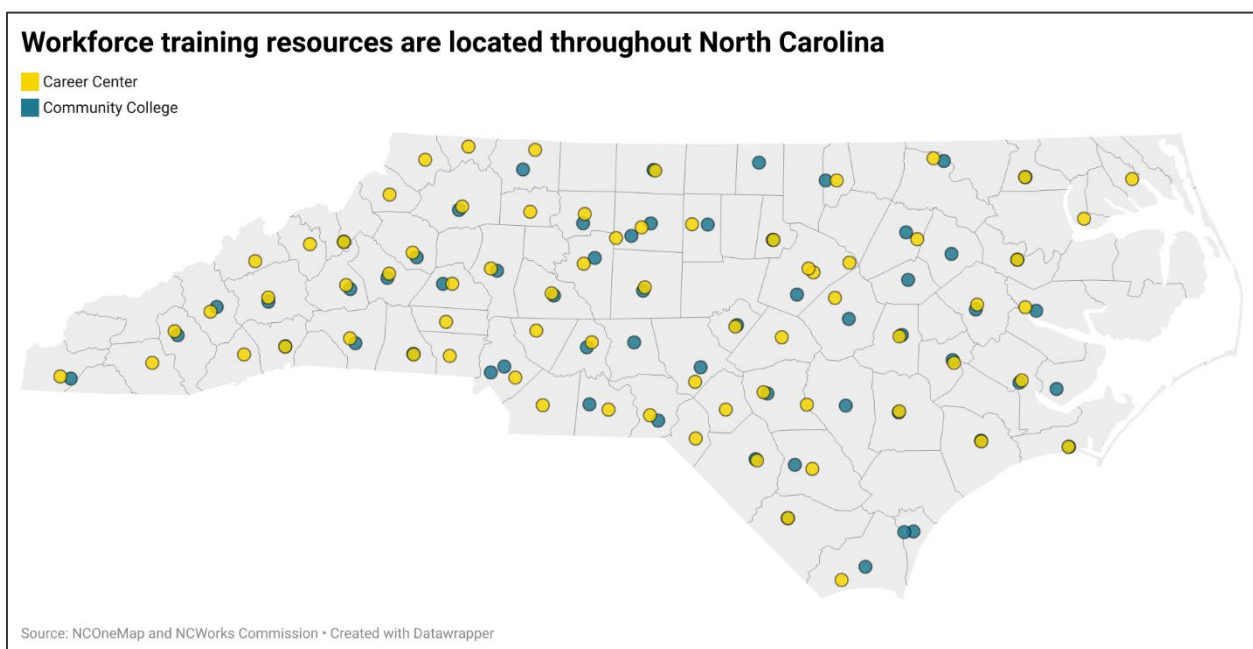 Workforce training resources are located throughout North Carolina
Career Center
Community College
Source: NCOneMap and NCWorks Commission • Created with Datawrapper